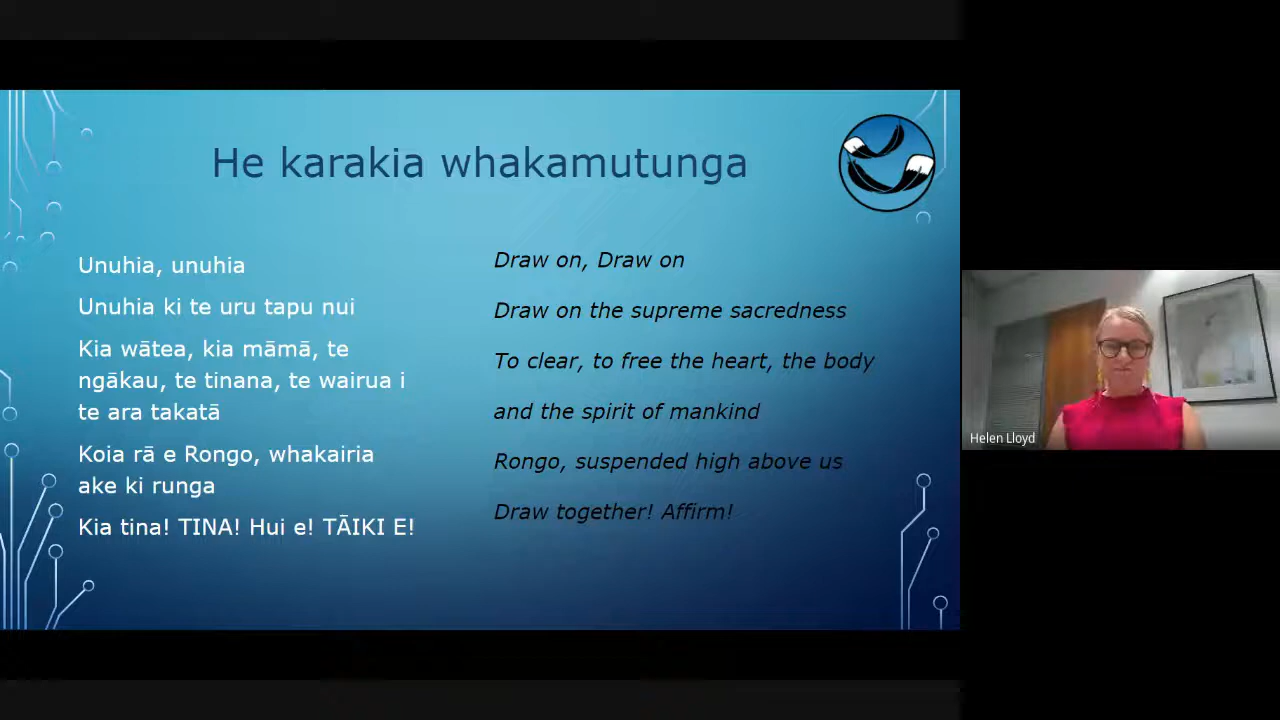 He karakia whakamutunga
Unuhia, unuhia
Unuhia ki te uru tapu nui
Kia wātea, kia māmā, te
ngākau, te tinana, te wairua i
te ara takatā
Koia rā e Rongo, whakairia
ake ki runga
Kia tina! TINA! Hui e! TĀIKI E!
Draw on, Draw on
Draw on the supreme sacredness
To clear, to free the heart, the body
and the spirit of mankind
Rongo, suspended high above us
Draw together! Affirm!
Helen Lloyd